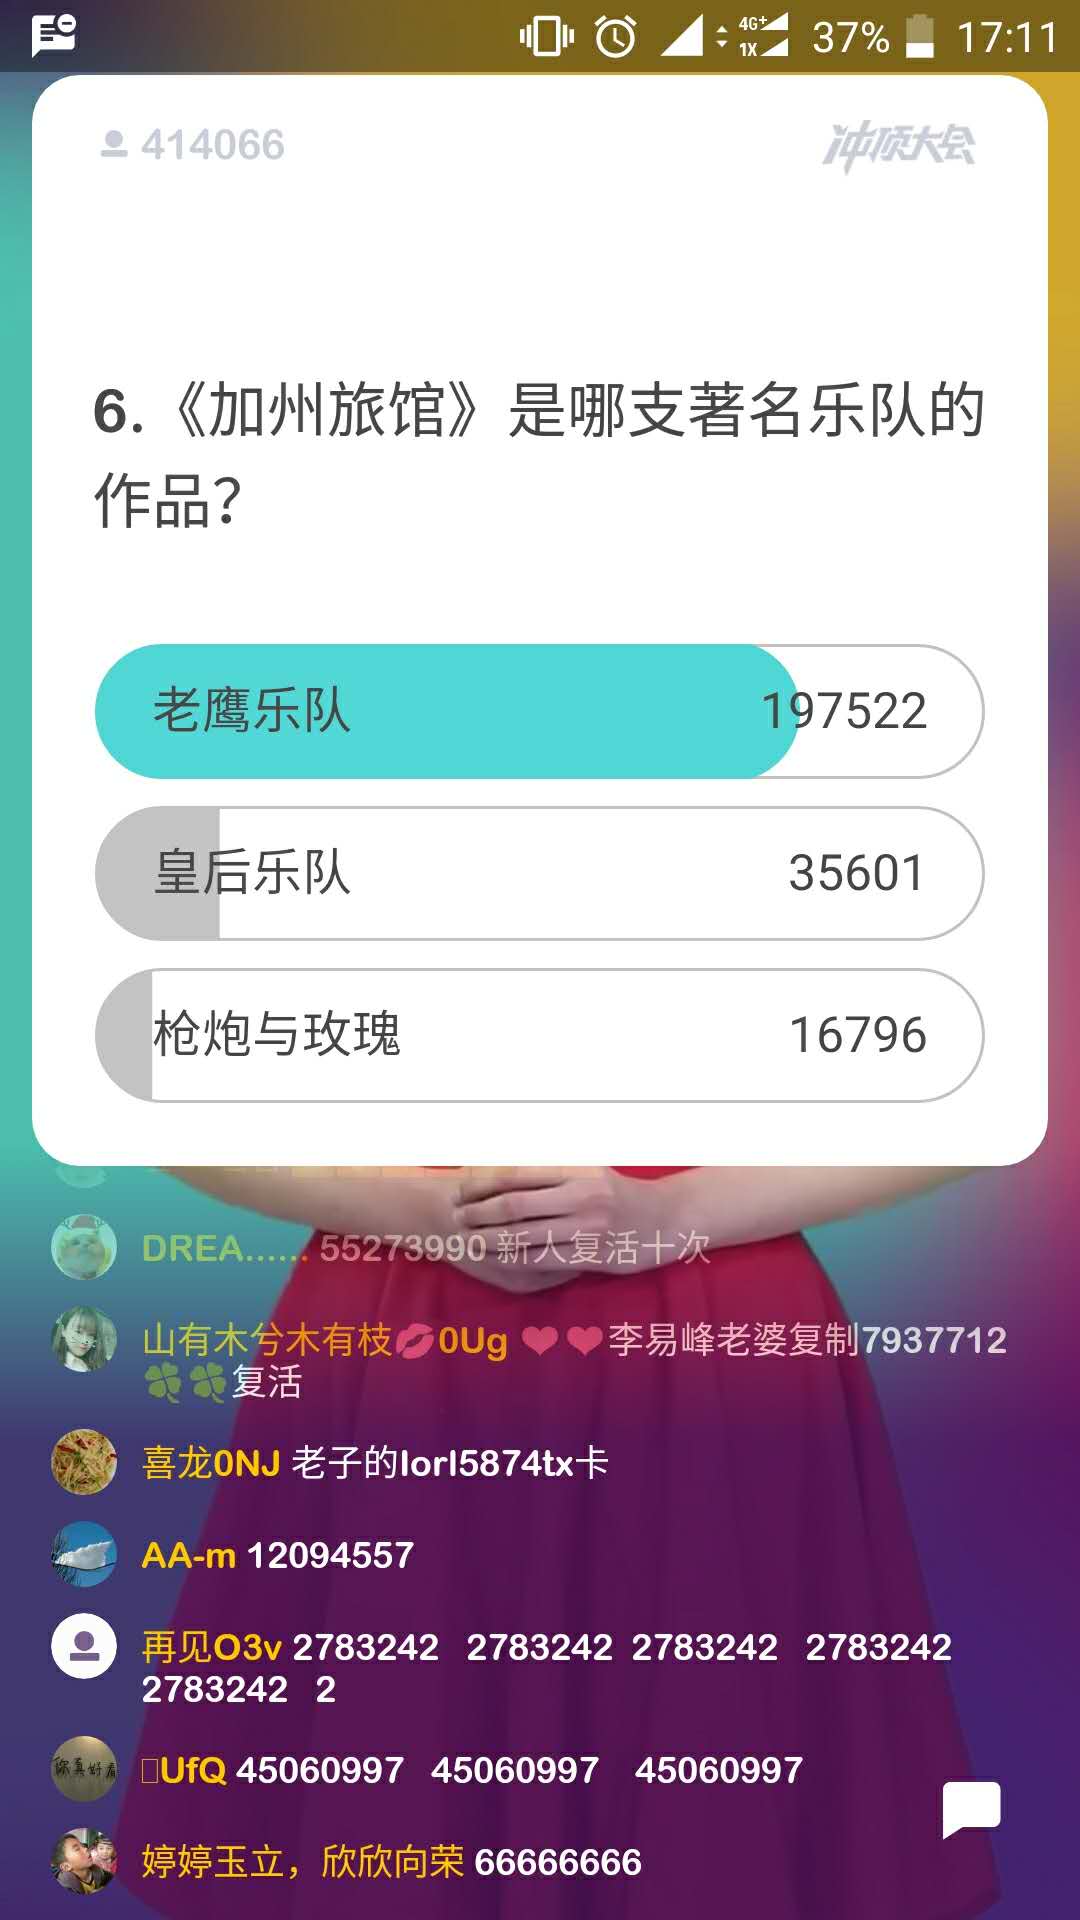 4G+
1X
37%
17:11
414066
冲顶大会
6.《加州旅馆》是哪支著名乐队的
作品?
老鹰乐队
197522
皇后乐队
35601
枪炮与玫瑰
16796
DREA...... 55273990 新人复活十次
山有木兮木有枝💋0Ug ❤❤李易峰老婆复制7937712
🍀🍀复活
喜龙0NJ 老子的lorl5874tx卡
AA-m 12094557
再见O3v 2783242 2783242 2783242 2783242
2783242 2
UfQ 45060997 45060997 45060997
你真好看
婷婷玉立，欣欣向荣 66666666